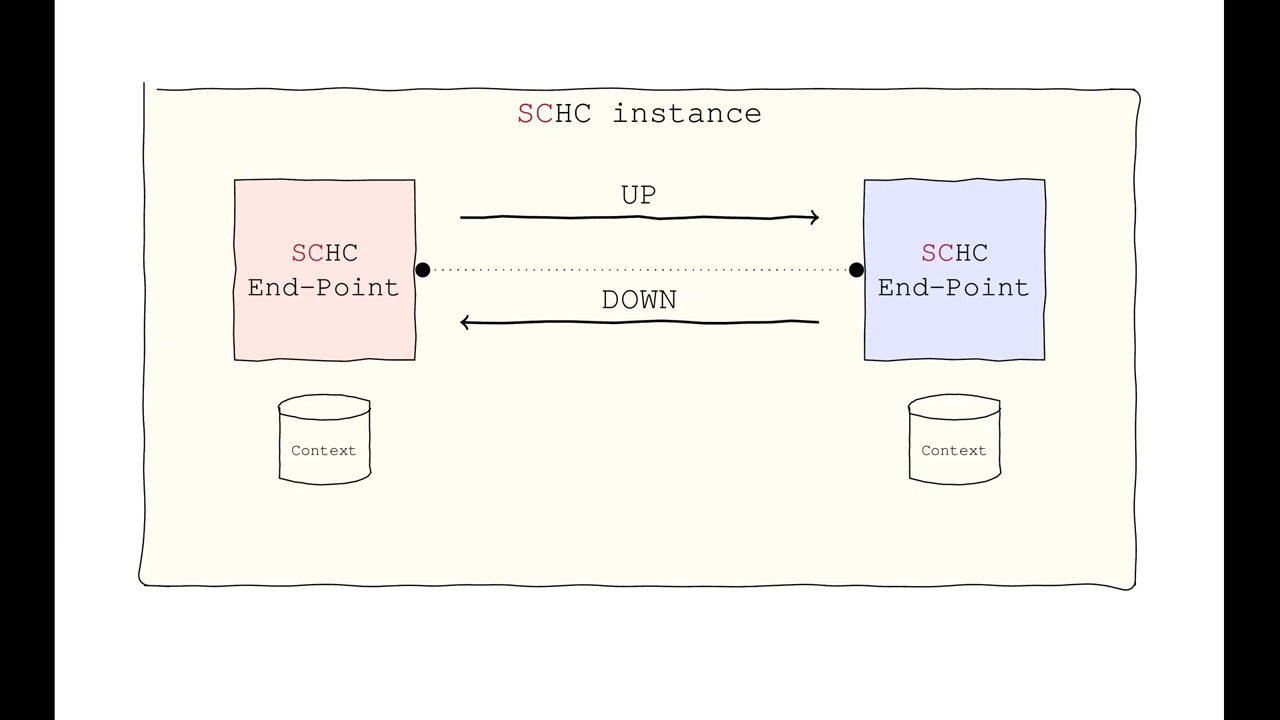 SCHC instance
UP
SCHC
End-Point
SCHC
End-Point
DOWN
Context
Context